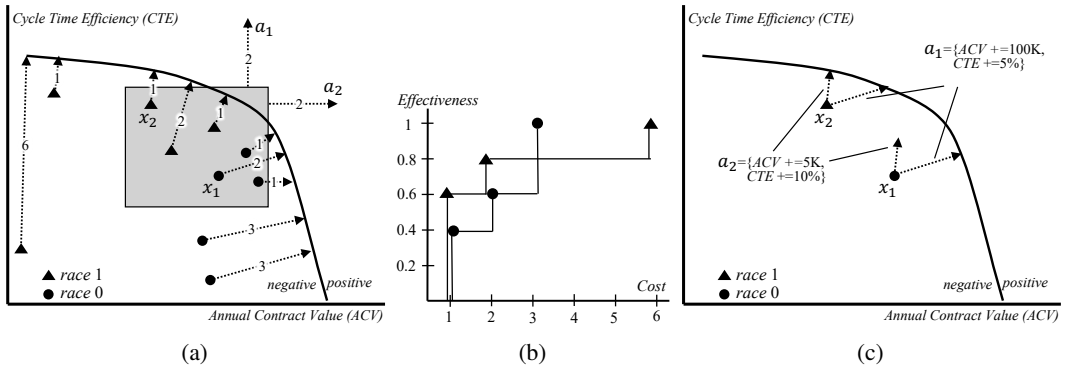 Cycle Time Efficiency (CTE)
a₁
2
a₂
2
1
6
1
x₂
2
1
1
2
x₁
1
3
3
race 1
race 0
negative
positive
Annual Contract Value (ACV)
(a)
Effectiveness
1
0.8
0.6
0.4
0.2
Cost
1 2 3 4 5 6
(b)
Cycle Time Efficiency (CTE)
a₁={ACV +=100K,
CTE +=5%}
x₂
a₂={ACV +=5K,
CTE +=10%}
x₁
race 1
race 0
negative
positive
Annual Contract Value (ACV)
(c)